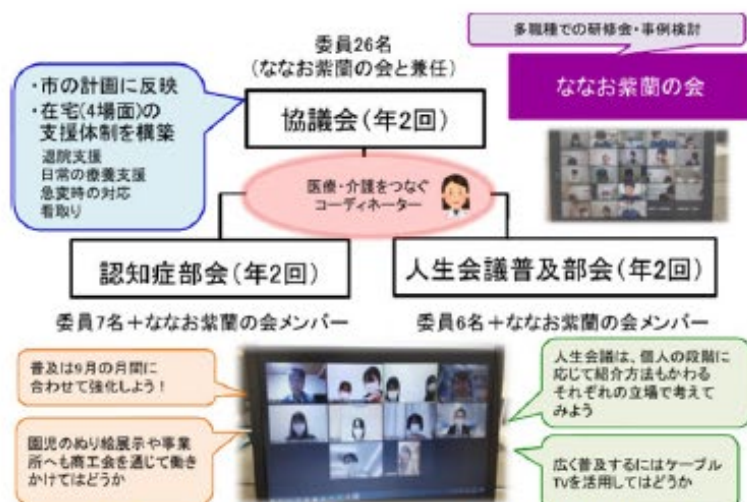 委員26名
(ななお紫蘭の会と兼任)
多職種での研修会・事例検討
ななお紫蘭の会
・市の計画に反映
・在宅(4場面)の
支援体制を構築
退院支援
日常の療養支援
急変時の対応
看取り
協議会(年2回)
医療・介護をつなぐ
コーディネーター
認知症部会(年2回)
人生会議普及部会(年2回)
委員7名+ななお紫蘭の会メンバー
委員6名+ななお紫蘭の会メンバー
普及は9月の月間に
合わせて強化しよう!
園児のぬり絵展示や事業
所へも商工会を通じて働き
かけてはどうか
人生会議は、個人の段階に
応じて紹介方法もかわる
それぞれの立場で考えて
みよう
広く普及するにはケーブル
TVを活用してはどうか